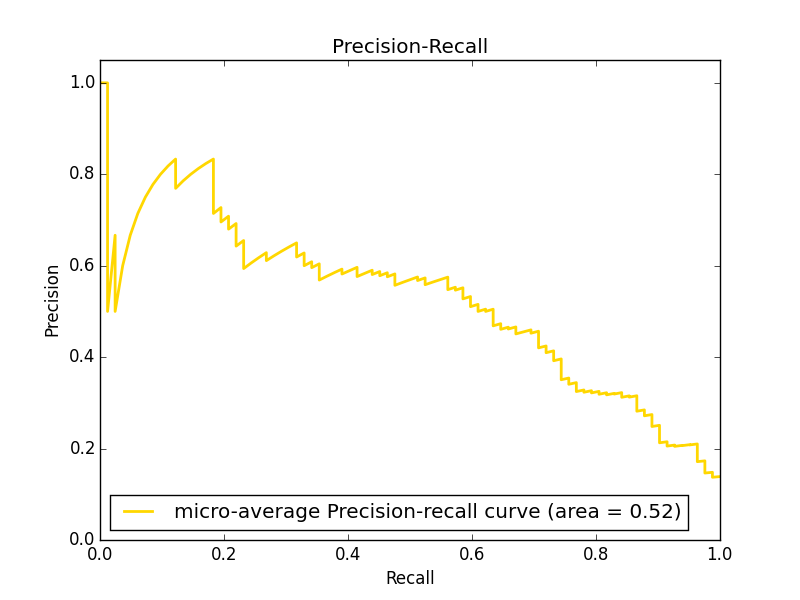 Precision-Recall
1.0
0.8
0.6
0.4
0.2
0.0
Precision
micro-average Precision-recall curve (area = 0.52)
0.0 0.2 0.4 0.6 0.8 1.0
Recall